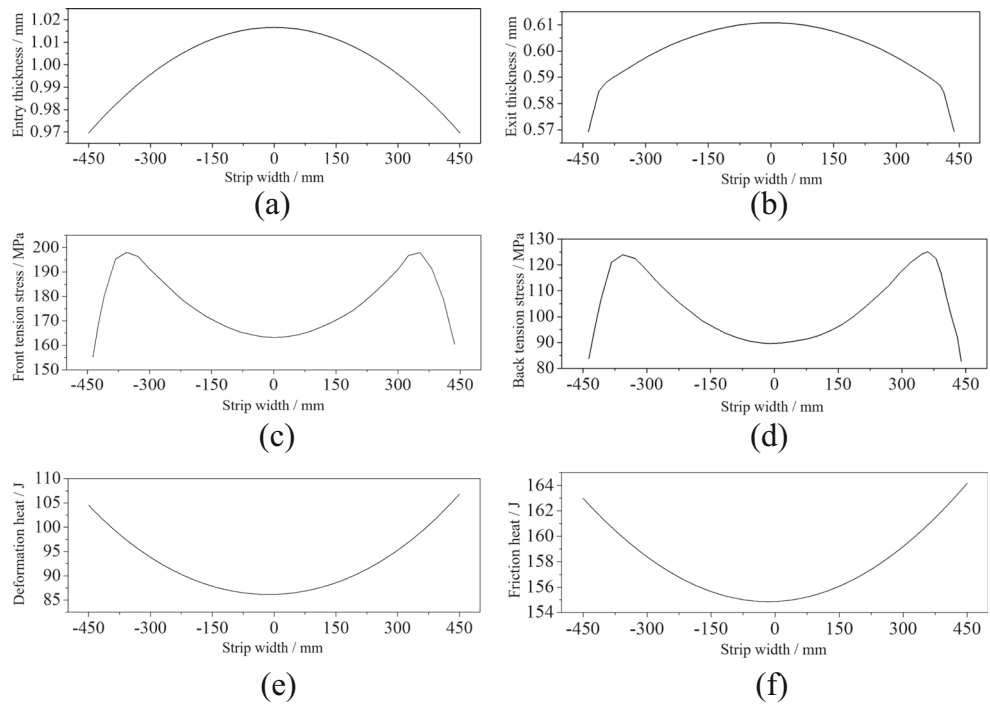 Entry thickness / mm
1.02
1.01
1.00
0.99
0.98
0.97
-450 -300 -150 0 150 300 450
Strip width / mm
(a)
Exit thickness / mm
0.61
0.60
0.59
0.58
0.57
-450 -300 -150 0 150 300 450
Strip width / mm
(b)
Front tension stress / MPa
200
190
180
170
160
150
-450 -300 -150 0 150 300 450
Strip width / mm
(c)
Back tension stress / MPa
130
120
110
100
90
80
-450 -300 -150 0 150 300 450
Strip width / mm
(d)
Deformation heat / J
110
105
100
95
90
85
-450 -300 -150 0 150 300 450
Strip width / mm
(e)
Friction heat / J
164
162
160
158
156
154
-450 -300 -150 0 150 300 450
Strip width / mm
(f)